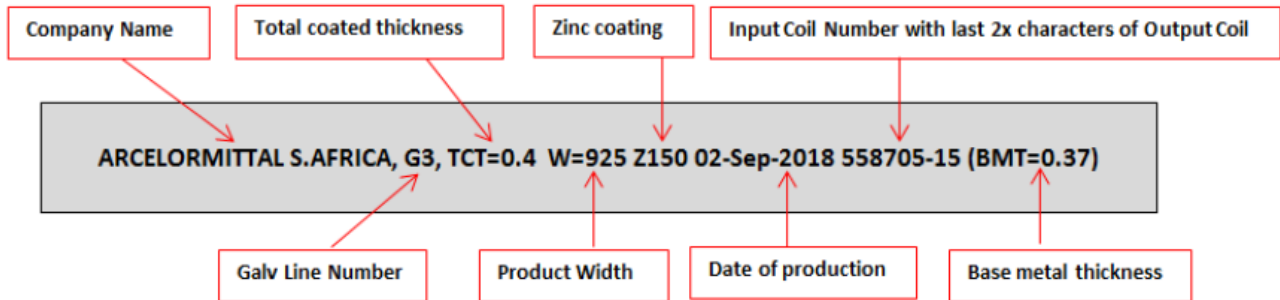 Company Name
Total coated thickness
Zinc coating
Input Coil Number with last 2x characters of Output Coil
ARCELORMITTAL S.AFRICA, G3, TCT=0.4 W=925 Z150 02-Sep-2018 558705-15 (BMT=0.37)
Galv Line Number
Product Width
Date of production
Base metal thickness